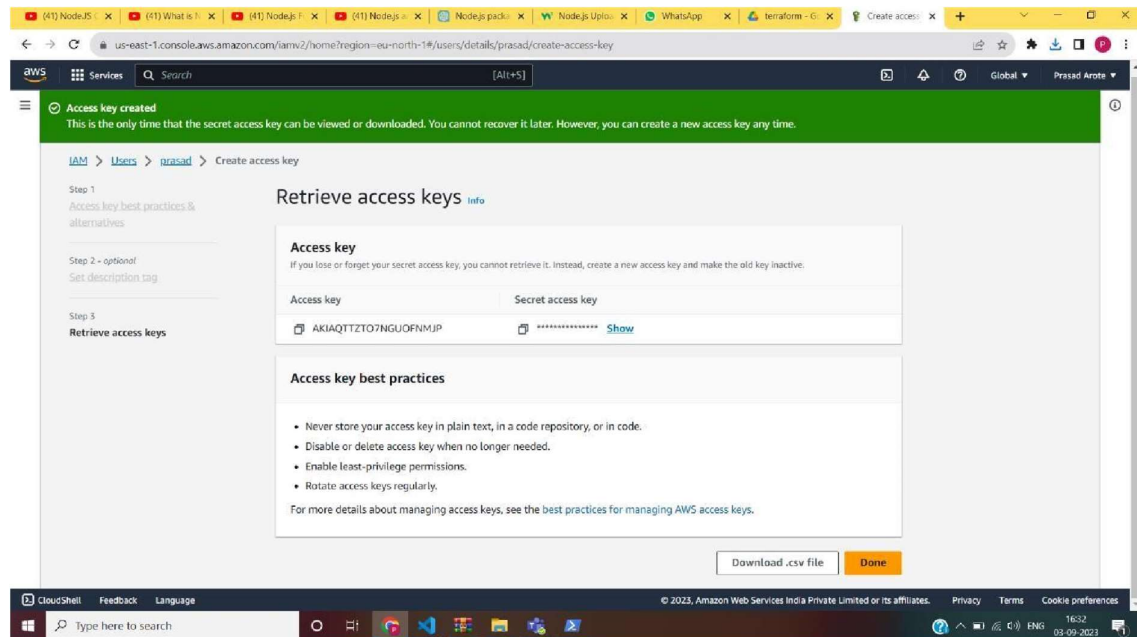 (41) NodeJS (
(41) What is N
(41) Node.js F
(41) Node.js a
Node.js packa
Node.js Uploa
WhatsApp
terraform - G
Create access
us-east-1.console.aws.amazon.com/iamv2/home?region=eu-north-1#/users/details/prasad/create-access-key
P
aws
Services
Search
[Alt+S]
Global
Prasad Arote
Access key created
This is the only time that the secret access key can be viewed or downloaded. You cannot recover it later. However, you can create a new access key any time.
IAM > Users > prasad > Create access key
Step 1
Access key best practices &
alternatives
Step 2 - optional
Set description tag
Step 3
Retrieve access keys
Retrieve access keys Info
Access key
If you lose or forget your secret access key, you cannot retrieve it. Instead, create a new access key and make the old key inactive.
Access key
Secret access key
AKIAQTTZTO7NGUOFNMJP
*************** Show
Access key best practices
• Never store your access key in plain text, in a code repository, or in code.
• Disable or delete access key when no longer needed.
• Enable least-privilege permissions.
• Rotate access keys regularly.
For more details about managing access keys, see the best practices for managing AWS access keys.
Download .csv file
Done
CloudShell
Feedback
Language
© 2023, Amazon Web Services India Private Limited or its affiliates.
Privacy
Terms
Cookie preferences
Type here to search
ENG
16:32
03-09-2023